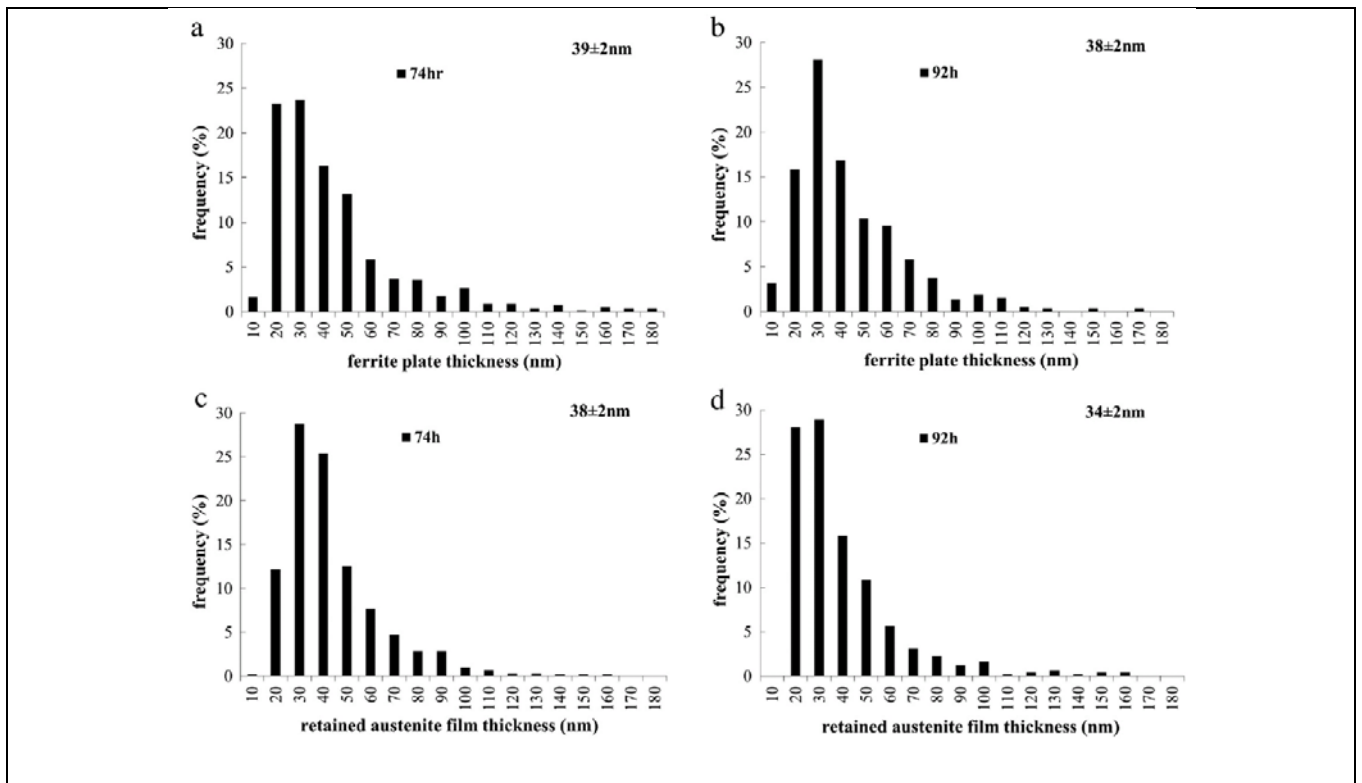 a
39±2nm
74hr
30
25
20
15
10
5
0
frequency (%)
10 20 30 40 50 60 70 80 90 100 110 120 130 140 150 160 170 180
ferrite plate thickness (nm)
b
38±2nm
92h
30
25
20
15
10
5
0
frequency (%)
10 20 30 40 50 60 70 80 90 100 110 120 130 140 150 160 170 180
ferrite plate thickness (nm)
c
38±2nm
74h
30
25
20
15
10
5
0
frequency (%)
10 20 30 40 50 60 70 80 90 100 110 120 130 140 150 160 170 180
retained austenite film thickness (nm)
d
34±2nm
92h
30
25
20
15
10
5
0
frequency (%)
10 20 30 40 50 60 70 80 90 100 110 120 130 140 150 160 170 180
retained austenite film thickness (nm)